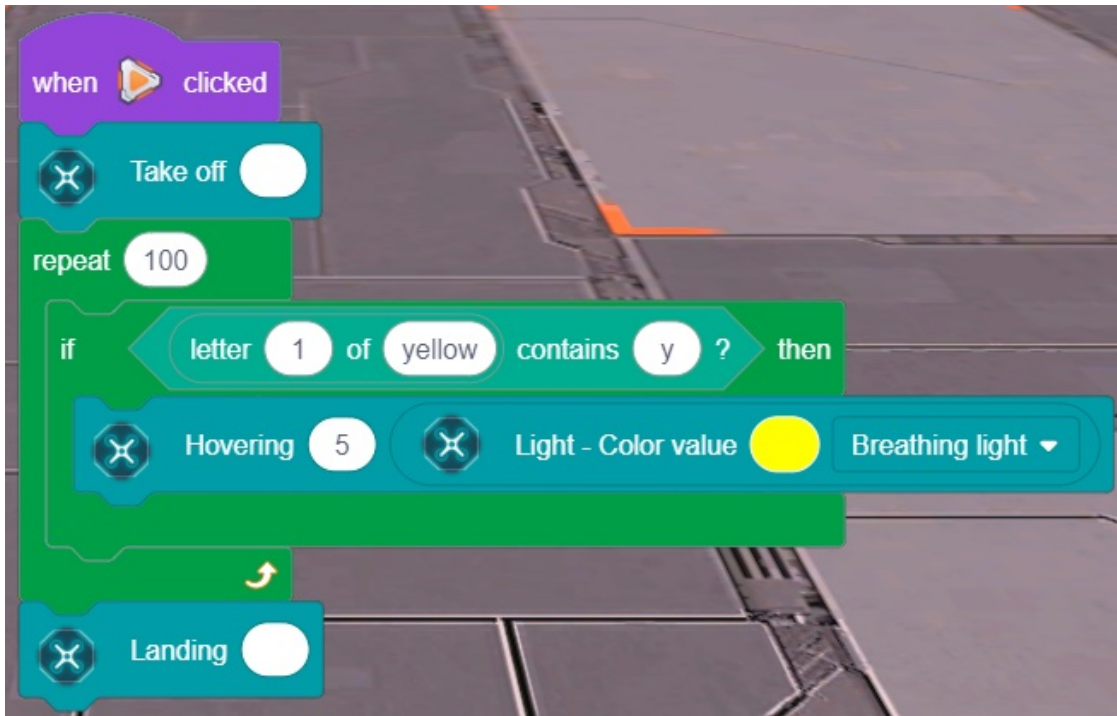 when clicked
Take off
repeat 100
if letter 1 of yellow contains y ? then
Hovering 5 Light - Color value Breathing light
Landing